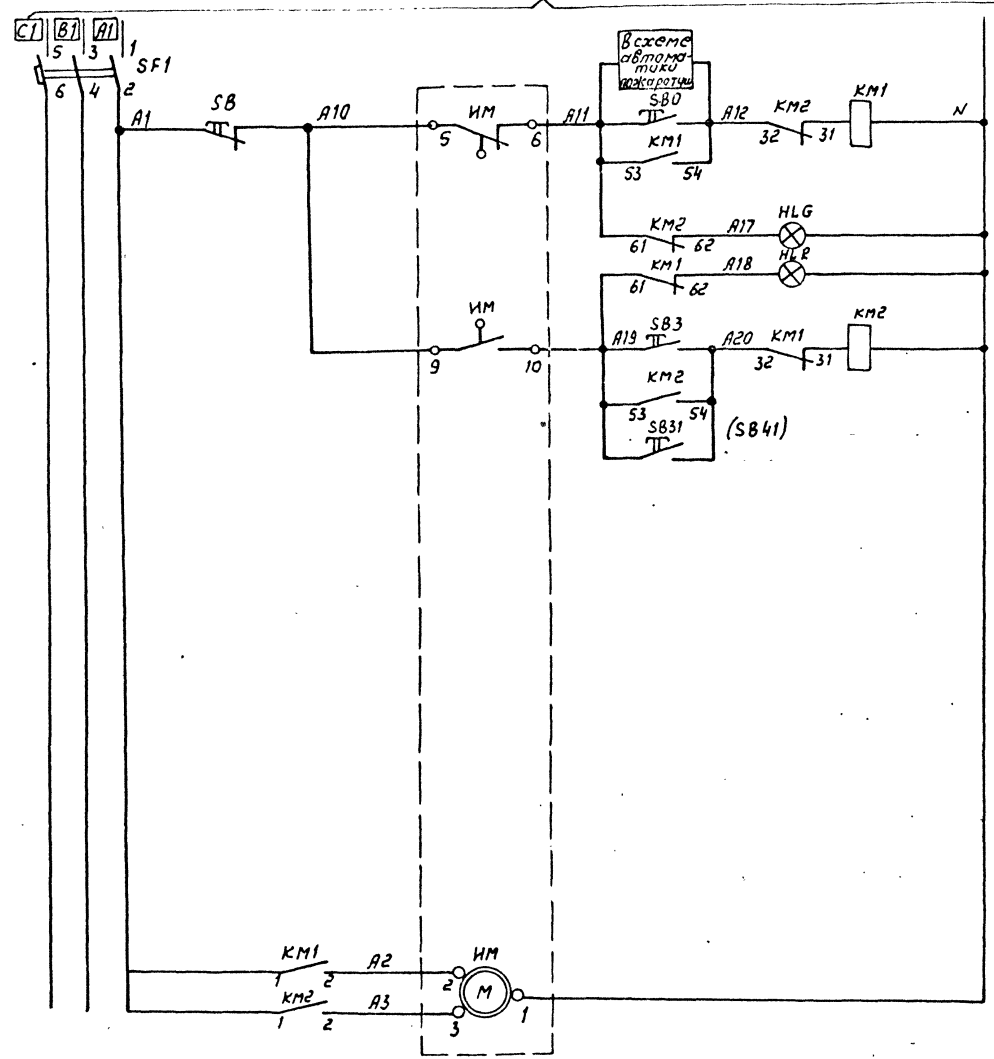 C1 B1 A1
5 3 1
SF1
6 4 2
A1 SB A10
ИМ
5 6
A11
В схеме
автома-
тики
пожаротуш
SB0
KM1
53 54
A12 KM2
32 31
KM1
N
KM2
61 62
A17 HLG
KM1
61 62
A18 HLR
ИМ
9 10
A19 SB3
KM2
53 54
SB31
(SB41)
A20 KM1
32 31
KM2
KM1
1 2
A2
KM2
1 2
A3
ИМ
2 М
3 1